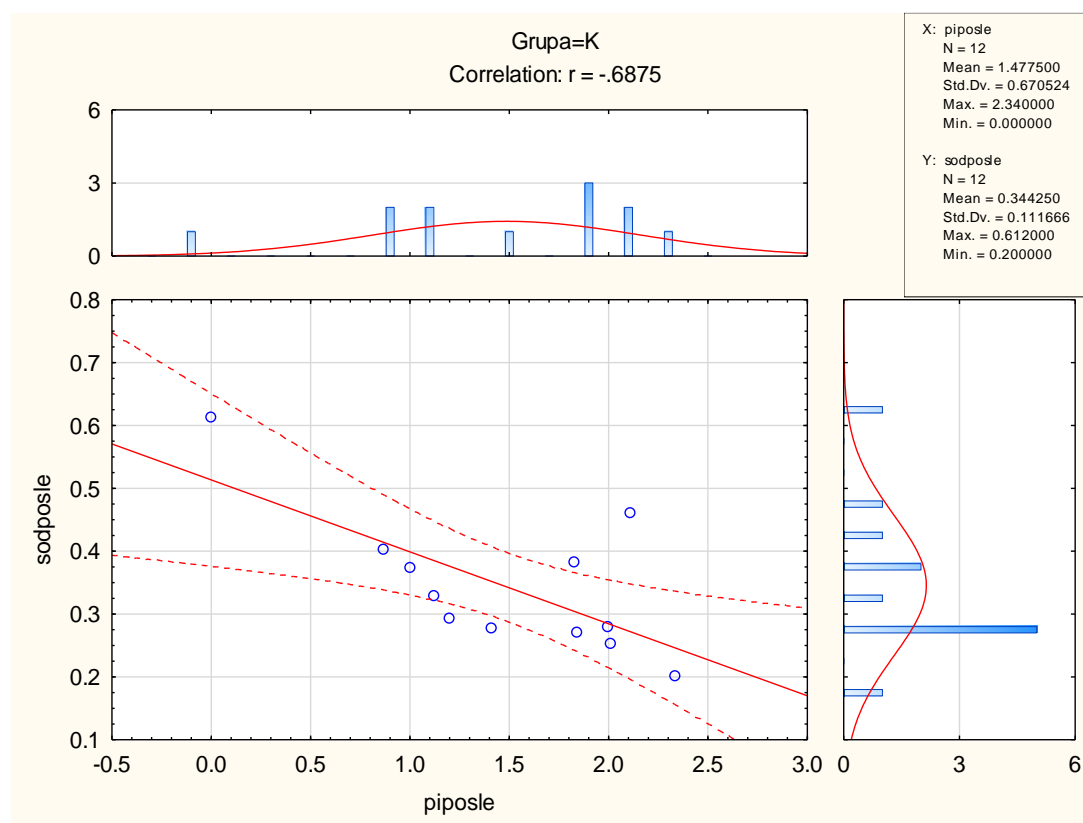 Grupa=K
Correlation: r = -.6875
X: piposle
N = 12
Mean = 1.477500
Std.Dv. = 0.670524
Max. = 2.340000
Min. = 0.000000
Y: sodposle
N = 12
Mean = 0.344250
Std.Dv. = 0.111666
Max. = 0.612000
Min. = 0.200000
6
3
0
0.8
0.7
0.6
0.5
0.4
0.3
0.2
0.1
sodposle
-0.5 0.0 0.5 1.0 1.5 2.0 2.5 3.0
piposle
0 3 6